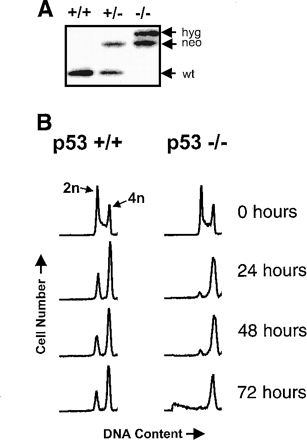 A
+/+ +/- -/-
hyg
neo
wt
B
p53 +/+ p53 -/-
2n 4n
0 hours
24 hours
48 hours
72 hours
Cell Number
DNA Content